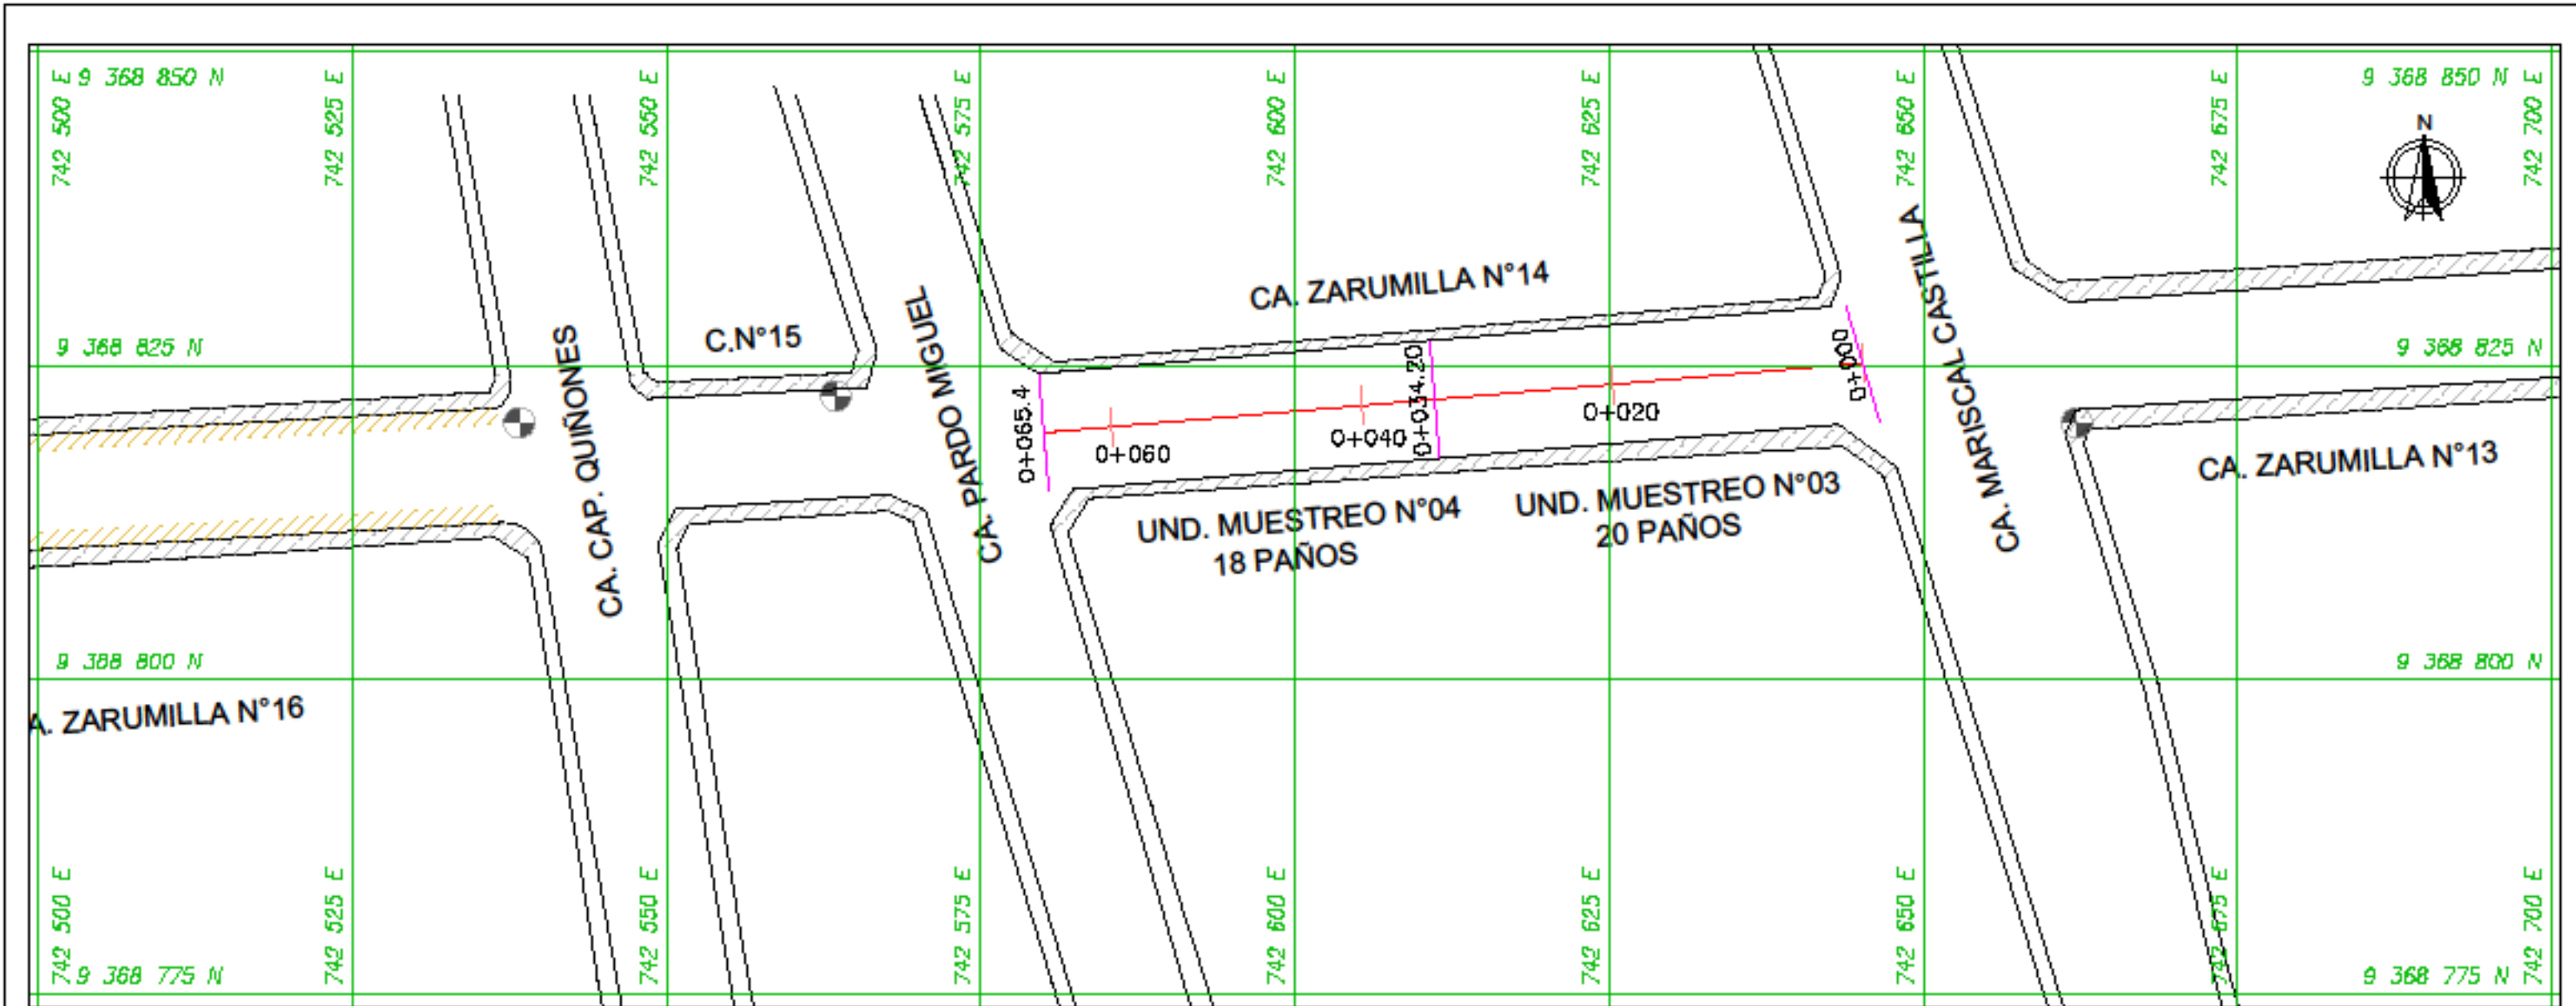 9 368 850 N
742 500 E
742 525 E
742 550 E
742 575 E
742 600 E
742 625 E
742 650 E
742 675 E
9 368 850 N
742 700 E
N
CA. ZARUMILLA N°14
C.N°15
CA. CAP. QUIÑONES
CA. PARDO MIGUEL
CA. MARISCAL CASTILLA
9 368 825 N
9 368 825 N
0+065.4
0+060
0+040
0+034.20
0+020
0+000
CA. ZARUMILLA N°13
UND. MUESTREO N°04
18 PAÑOS
UND. MUESTREO N°03
20 PAÑOS
9 368 800 N
9 368 800 N
A. ZARUMILLA N°16
742 500 E
742 525 E
742 550 E
742 575 E
742 600 E
742 625 E
742 650 E
742 675 E
742 700 E
9 368 775 N
9 368 775 N